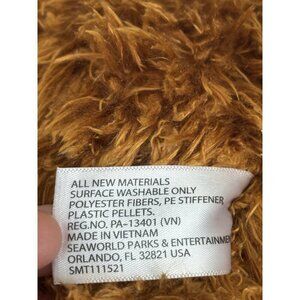 ALL NEW MATERIALS
SURFACE WASHABLE ONLY
POLYESTER FIBERS, PE STIFFENER,
PLASTIC PELLETS.
REG.NO. PA-13401 (VN)
MADE IN VIETNAM
SEAWORLD PARKS & ENTERTAINMEN
ORLANDO, FL 32821 USA
SMT111521